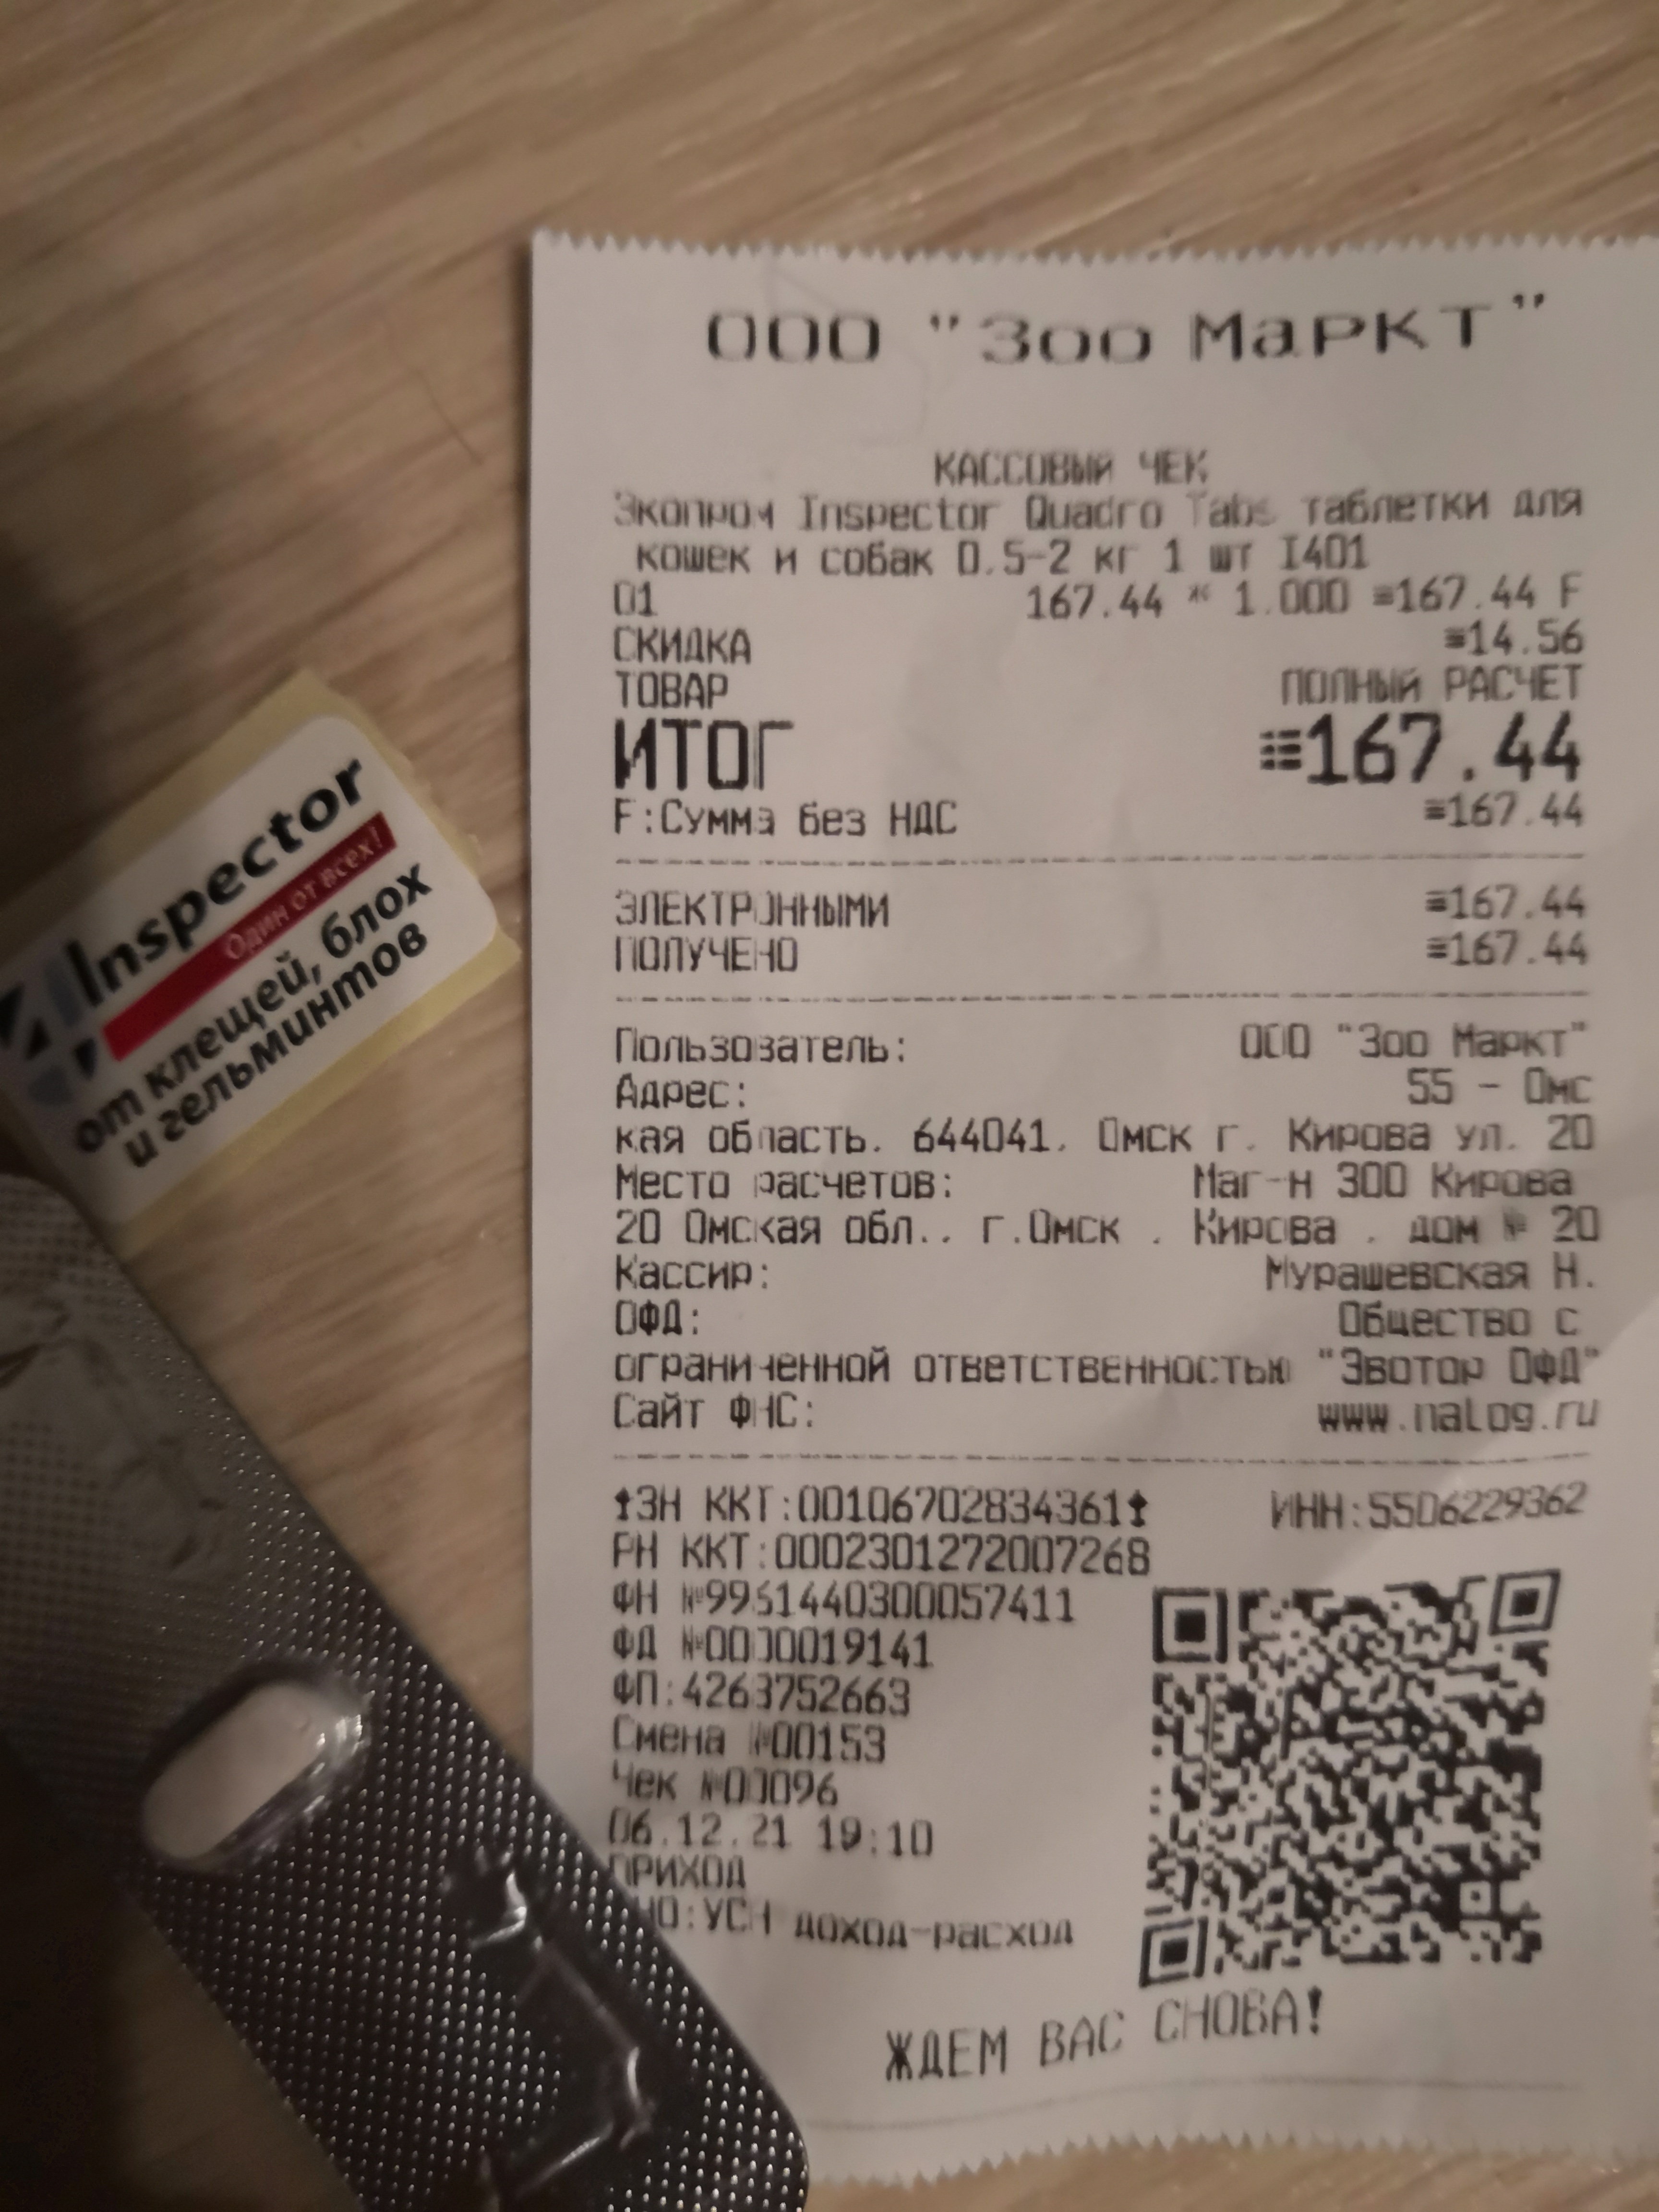 ООО "Зоо Маркт"
КАССОВЫЙ ЧЕК
Экопром Inspector Quadro Tabs таблетки для
кошек и собак 0.5-2 кг 1 шт I401
01 167.44 * 1.000 ≡167.44 F
СКИДКА ≡14.56
ТОВАР ПОЛНЫЙ РАСЧЕТ
ИТОГ ≡167.44
F:Сумма без НДС ≡167.44
ЭЛЕКТРОННЫМИ ≡167.44
ПОЛУЧЕНО ≡167.44
Пользователь: ООО "Зоо Маркт"
Адрес: 55 - Омс
кая область, 644041, Омск г, Кирова ул, 20
Место расчетов: Маг-н ЗОО Кирова
20 Омская обл., г.Омск , Кирова , дом № 20
Кассир: Мурашевская Н.
ОФД: Общество с
ограниченной ответственностью "Эвотор ОФД"
Сайт ФНС: www.nalog.ru
ЗН ККТ:00106702834361 ИНН:5506229362
РН ККТ:0002301272007268
ФН №9961440300057411
ФД №0000019141
ФП:4263752663
Смена №00153
Чек №00096
06.12.21 19:10
ПРИХОД
НО:УСН доход-расход
ЖДЕМ ВАС СНОВА!
4 Inspector
Один от всех!
от клещей, блох
и гельминтов